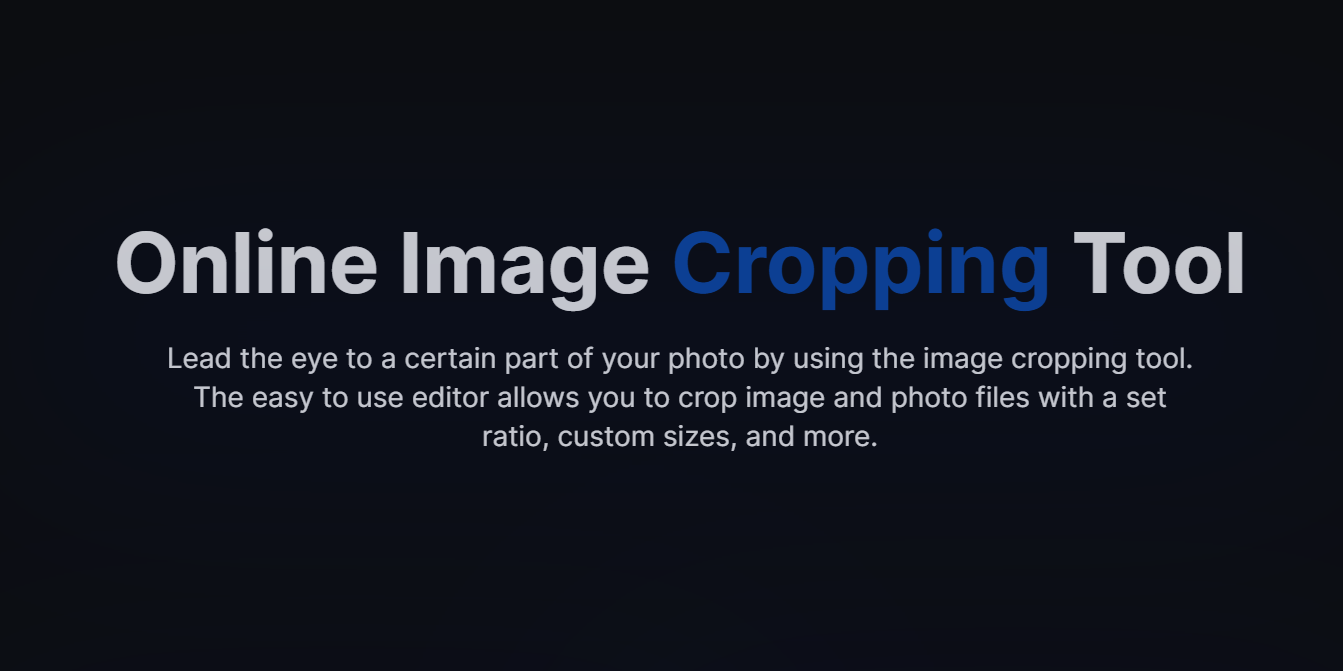 Online Image Cropping Tool
Lead the eye to a certain part of your photo by using the image cropping tool.
The easy to use editor allows you to crop image and photo files with a set
ratio, custom sizes, and more.